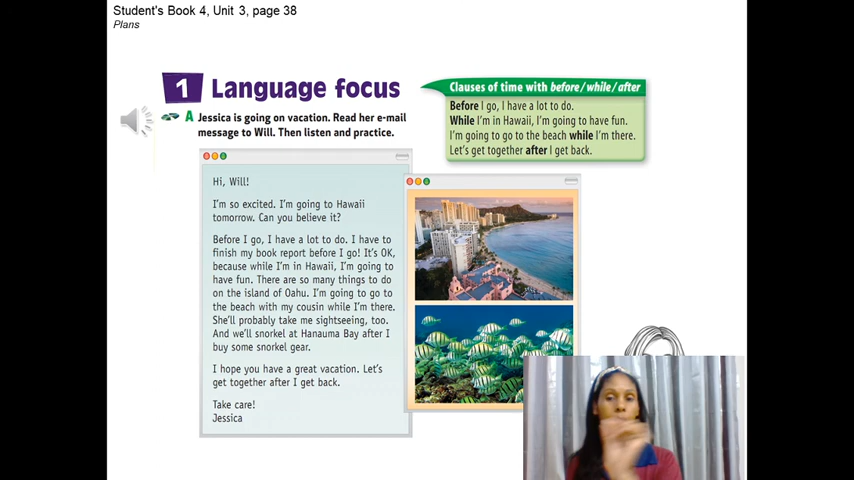 Student's Book 4, Unit 3, page 38
Plans
1 Language focus
A Jessica is going on vacation. Read her e-mail
message to Will. Then listen and practice.
Clauses of time with before/while/after
Before I go, I have a lot to do.
While I'm in Hawaii, I'm going to have fun.
I'm going to go to the beach while I'm there.
Let's get together after I get back.
Hi, Will!
I'm so excited. I'm going to Hawaii
tomorrow. Can you believe it?
Before I go, I have a lot to do. I have to
finish my book report before I go! It's OK,
because while I'm in Hawaii, I'm going to
have fun. There are so many things to do
on the island of Oahu. I'm going to go to
the beach with my cousin while I'm there.
She'll probably take me sightseeing, too.
And we'll snorkel at Hanauma Bay after I
buy some snorkel gear.
I hope you have a great vacation. Let's
get together after I get back.
Take care!
Jessica